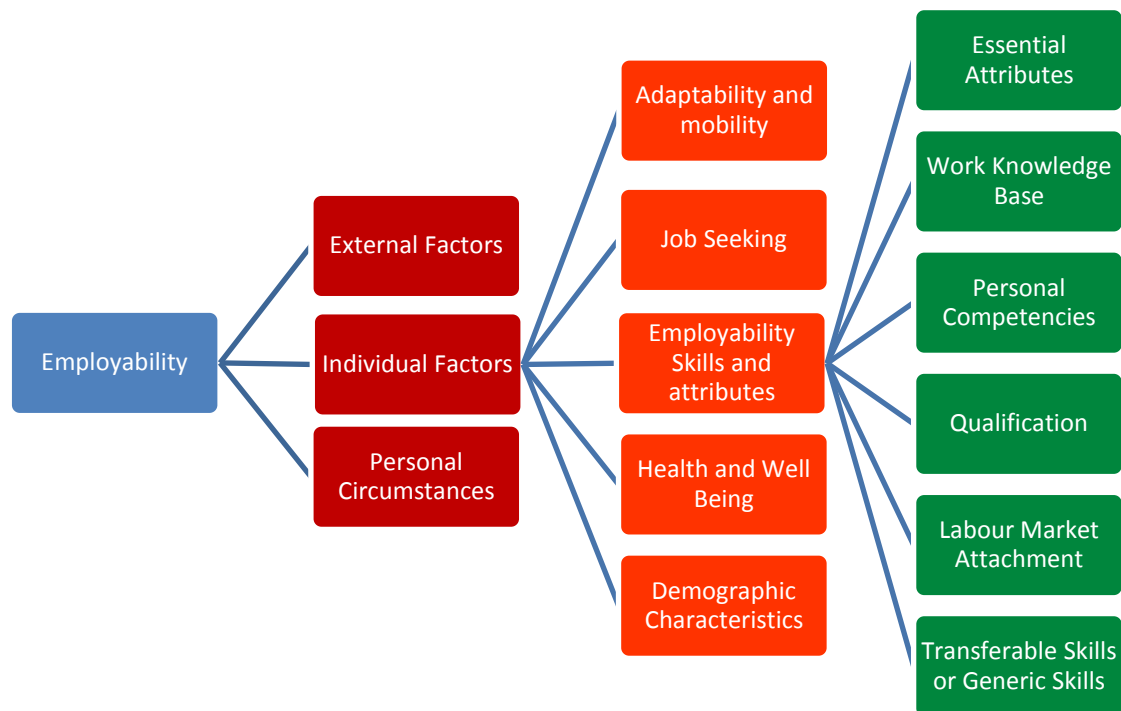 Employability
External Factors
Individual Factors
Personal
Circumstances
Adaptability and
mobility
Job Seeking
Employability
Skills and
attributes
Health and Well
Being
Demographic
Characteristics
Essential
Attributes
Work Knowledge
Base
Personal
Competencies
Qualification
Labour Market
Attachment
Transferable Skills
or Generic Skills